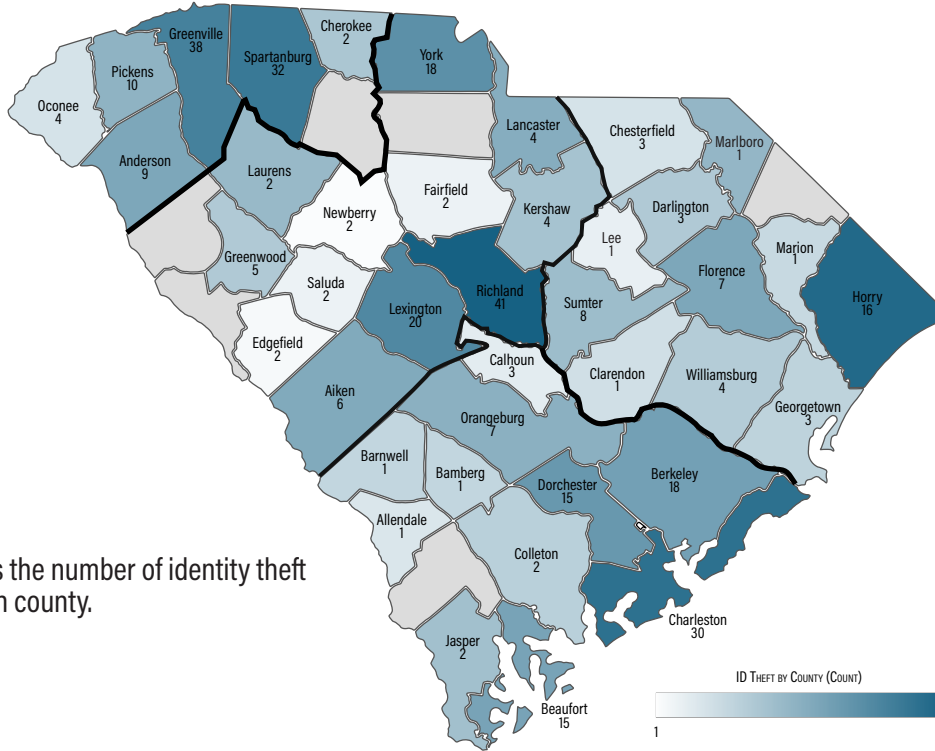 Greenville
38
Spartanburg
32
Cherokee
2
York
18
Pickens
10
Oconee
4
Anderson
9
Laurens
2
Lancaster
4
Chesterfield
3
Marlboro
1
Newberry
2
Fairfield
2
Kershaw
4
Darlington
3
Lee
1
Greenwood
5
Saluda
2
Marion
1
Florence
7
Richland
41
Lexington
20
Sumter
8
Horry
16
Edgefield
2
Calhoun
3
Clarendon
1
Williamsburg
4
Aiken
6
Georgetown
3
Orangeburg
7
Barnwell
1
Bamberg
1
Dorchester
15
Berkeley
18
Allendale
1
Colleton
2
s the number of identity theft
n county.
Charleston
30
Jasper
2
Beaufort
15
ID Theft by County (Count)
1